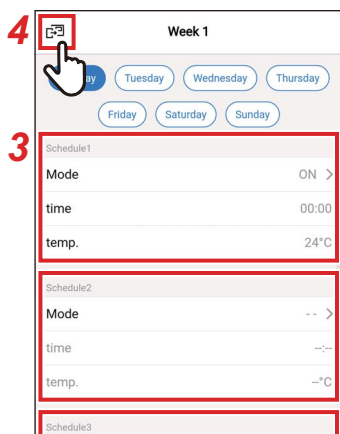 4
Week 1
ay Tuesday Wednesday Thursday
Friday Saturday Sunday
3
Schedule1
Mode ON >
time 00:00
temp. 24°C
Schedule2
Mode - - >
time --:--
temp. --°C
Schedule3